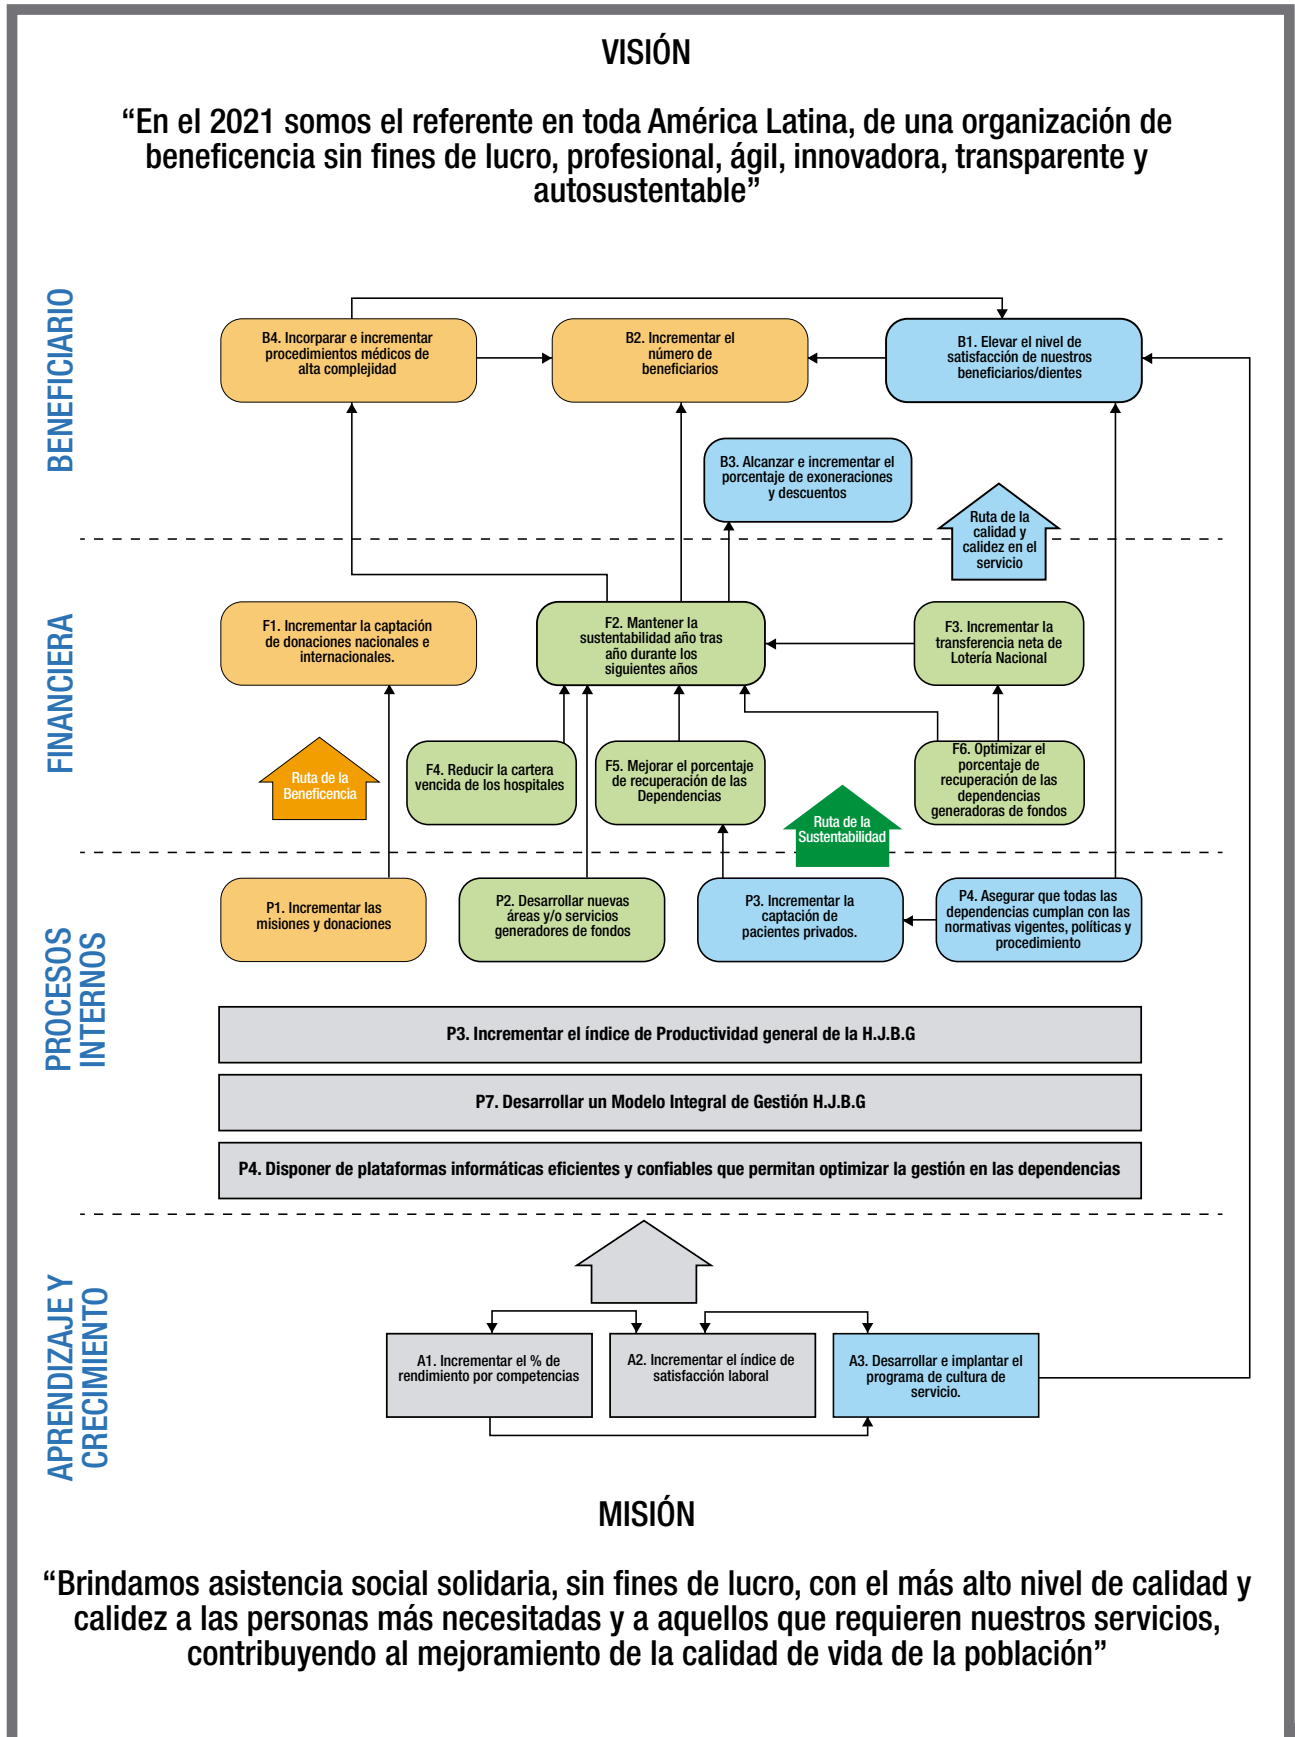 VISIÓN
“En el 2021 somos el referente en toda América Latina, de una organización de
beneficencia sin fines de lucro, profesional, ágil, innovadora, transparente y
autosustentable”
BENEFICIARIO
B4. Incorparar e incrementar
procedimientos médicos de
alta complejidad
B2. Incrementar el
número de
beneficiarios
B1. Elevar el nivel de
satisfacción de nuestros
beneficiarios/dientes
B3. Alcanzar e incrementar el
porcentaje de exoneraciones
y descuentos
Ruta de la
calidad y
calidez en el
servicio
FINANCIERA
F1. Incrementar la captación
de donaciones nacionales e
internacionales.
F2. Mantener la
sustentabilidad año tras
año durante los
siguientes años
F3. Incrementar la
transferencia neta de
Lotería Nacional
Ruta de la
Beneficencia
F4. Reducir la cartera
vencida de los hospitales
F5. Mejorar el porcentaje
de recuperación de las
Dependencias
F6. Optimizar el
porcentaje de
recuperación de las
dependencias
generadoras de fondos
Ruta de la
Sustentabilidad
PROCESOS
INTERNOS
P1. Incrementar las
misiones y donaciones
P2. Desarrollar nuevas
áreas y/o servicios
generadores de fondos
P3. Incrementar la
captación de
pacientes privados.
P4. Asegurar que todas las
dependencias cumplan con las
normativas vigentes, políticas y
procedimiento
P3. Incrementar el índice de Productividad general de la H.J.B.G
P7. Desarrollar un Modelo Integral de Gestión H.J.B.G
P4. Disponer de plataformas informáticas eficientes y confiables que permitan optimizar la gestión en las dependencias
APRENDIZAJE Y
CRECIMIENTO
A1. Incrementar el % de
rendimiento por competencias
A2. Incrementar el índice de
satisfacción laboral
A3. Desarrollar e implantar el
programa de cultura de
servicio.
MISIÓN
“Brindamos asistencia social solidaria, sin fines de lucro, con el más alto nivel de calidad y
calidez a las personas más necesitadas y a aquellos que requieren nuestros servicios,
contribuyendo al mejoramiento de la calidad de vida de la población”